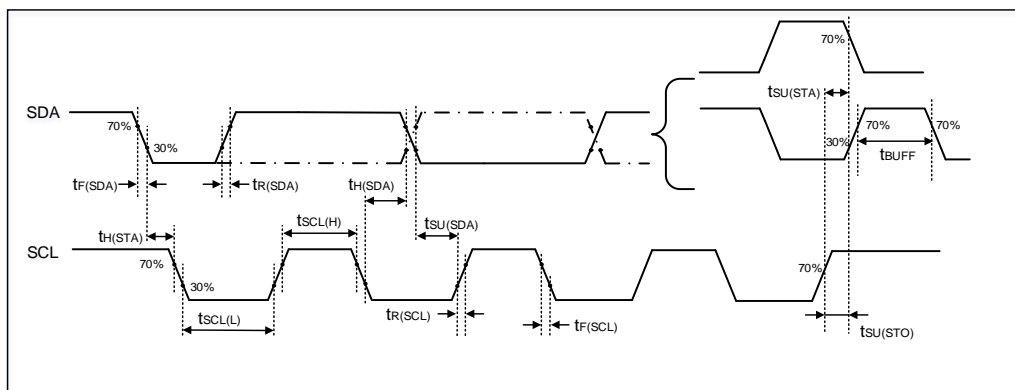 70%
tSU(STA)
SDA
70%
30%
30%
70%
70%
tBUFF
tF(SDA)
tR(SDA)
tH(SDA)
tSCL(H)
tSU(SDA)
tH(STA)
SCL
70%
30%
70%
tSCL(L)
tR(SCL)
tF(SCL)
tSU(STO)